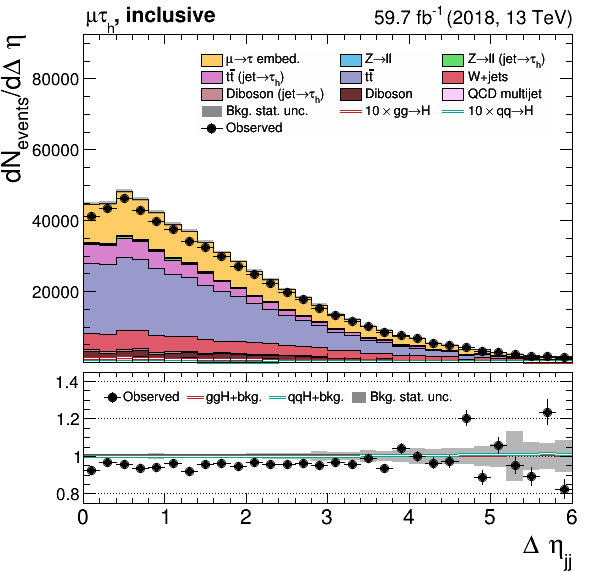 μτₕ, inclusive 59.7 fb⁻¹ (2018, 13 TeV)
dN_events/dΔ η
μ→τ embed. Z→ll Z→ll (jet→τₕ)
tt̄ (jet→τₕ) tt̄ W+jets
Diboson (jet→τₕ) Diboson QCD multijet
Bkg. stat. unc. 10 × gg→H 10 × qq→H
Observed
80000
60000
40000
20000
1.4
Observed ggH+bkg. qqH+bkg. Bkg. stat. unc.
1.2
1.0
0.8
0 1 2 3 4 5 6
Δ η_jj